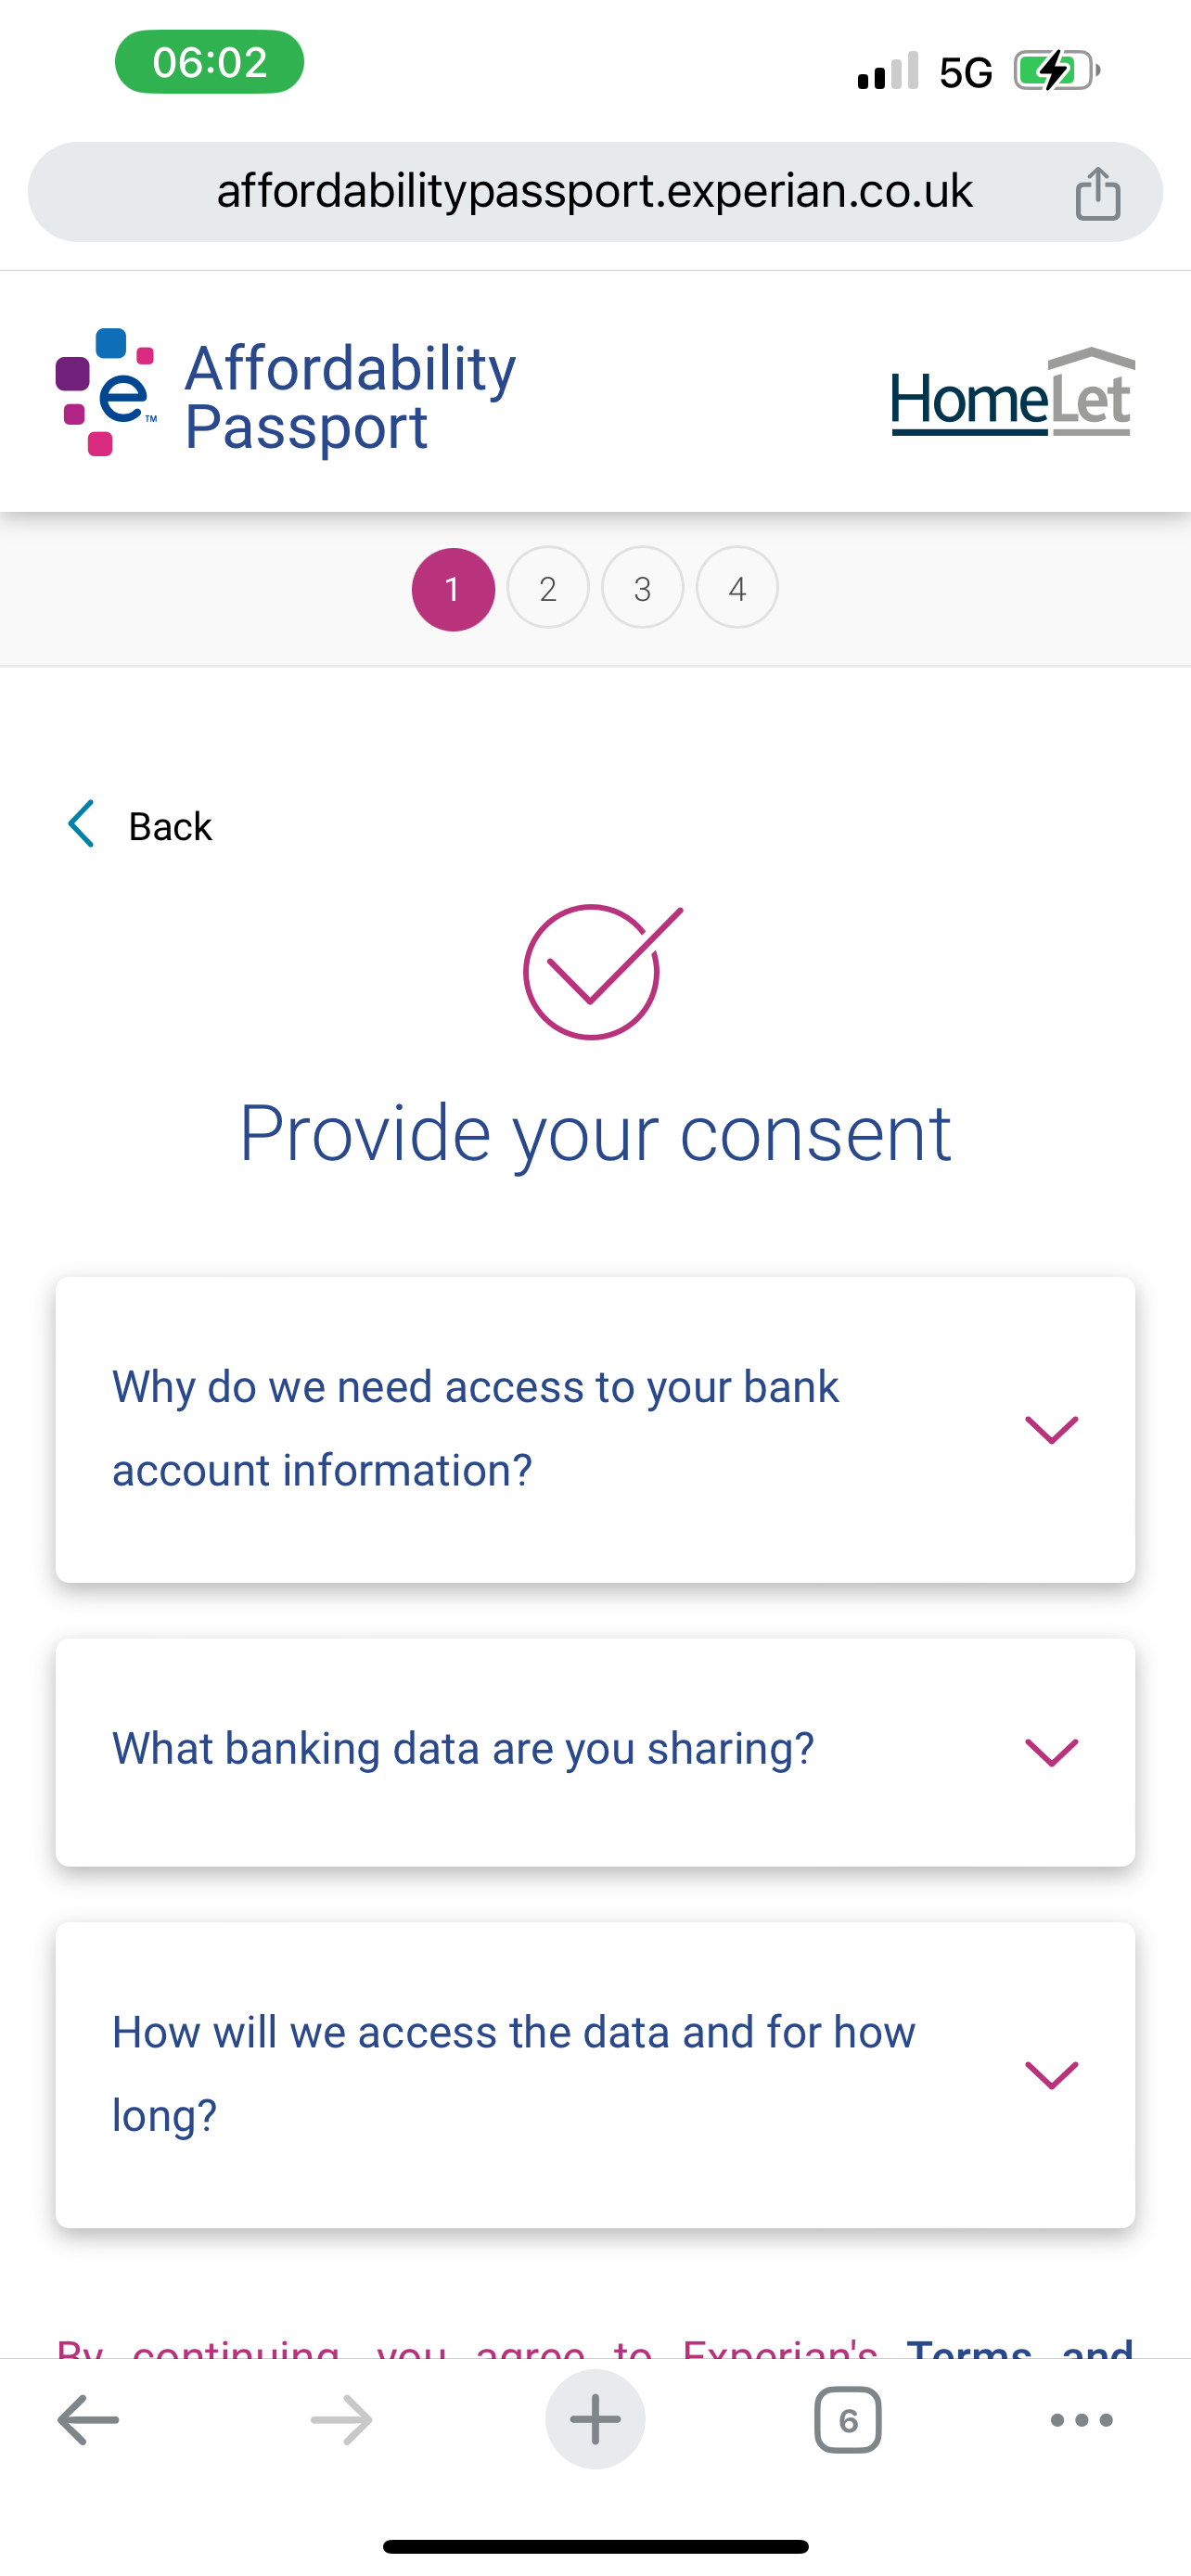 06:02
5G
affordabilitypassport.experian.co.uk
e™
Affordability
Passport
HomeLet
1 2 3 4
Back
Provide your consent
Why do we need access to your bank
account information?
What banking data are you sharing?
How will we access the data and for how
long?
By continuing you agree to Experian's Terms and
6